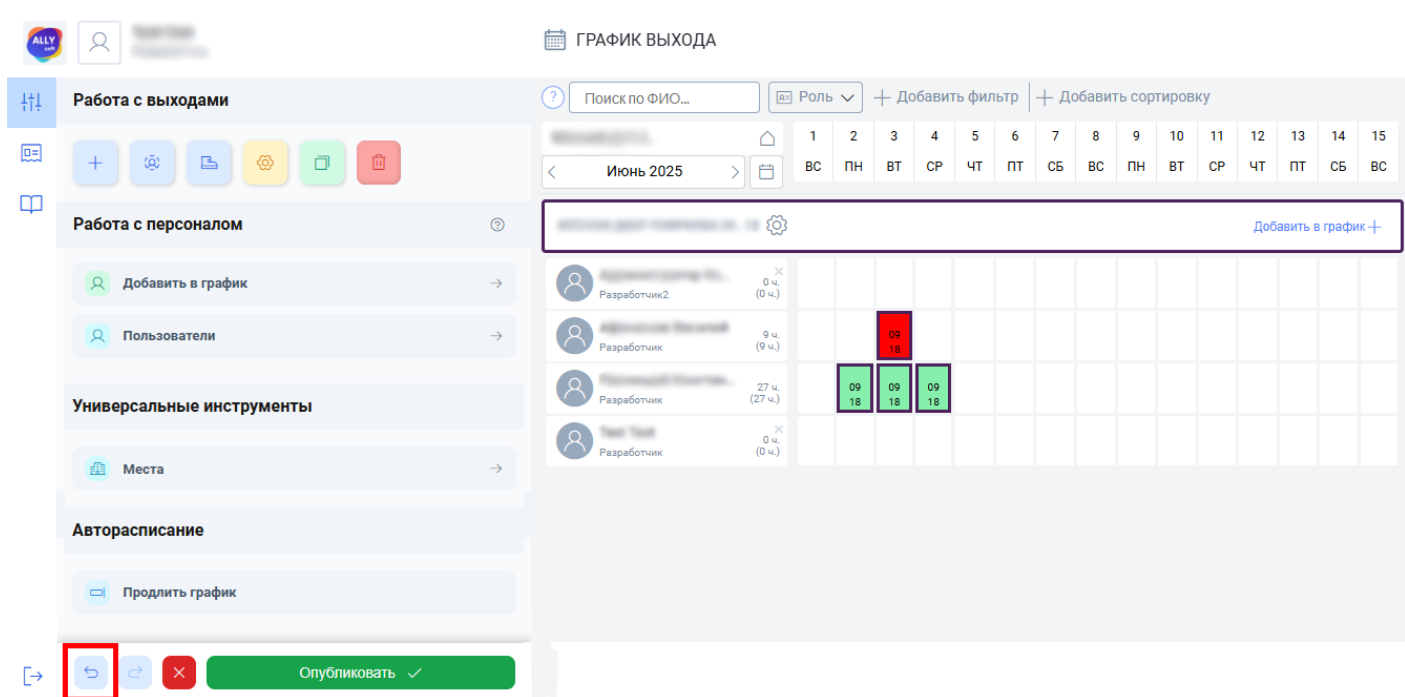 ALLY
soft
ГРАФИК ВЫХОДА
Работа с выходами
Работа с персоналом
Добавить в график
Пользователи
Универсальные инструменты
Места
Авторасписание
Продлить график
Опубликовать
? Поиск по ФИО... Роль + Добавить фильтр + Добавить сортировку
1 2 3 4 5 6 7 8 9 10 11 12 13 14 15
Июнь 2025
ВС ПН ВТ СР ЧТ ПТ СБ ВС ПН ВТ СР ЧТ ПТ СБ ВС
Добавить в график+
0 ч.
Разработчик2 (0 ч.)
9 ч.
Разработчик (9 ч.)
09
18
27 ч.
Разработчик (27 ч.)
09 09 09
18 18 18
0 ч.
Разработчик (0 ч.)